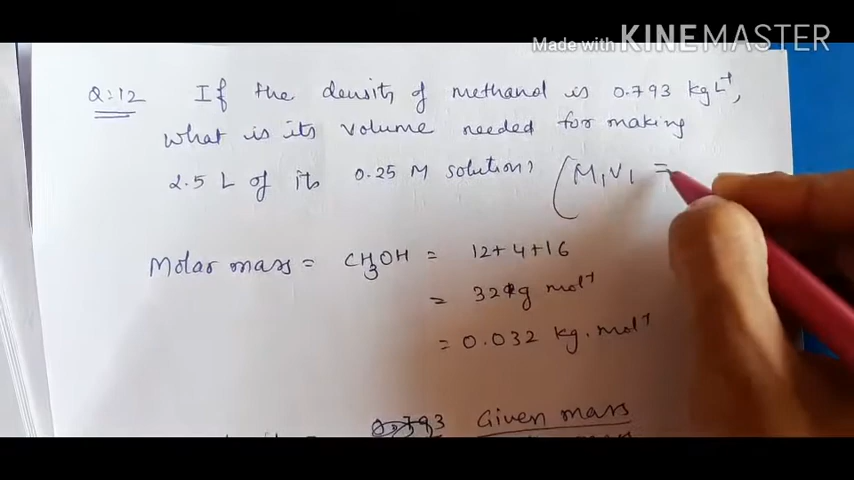 Made with KINEMASTER
Q:12 If the density of methanol is 0.793 kg L⁻¹,
what is its volume needed for making
2.5 L of its 0.25 M solution, (M₁V₁ =
Molar mass = CH₃OH = 12+4+16
= 32 g mol⁻¹
= 0.032 kg. mol⁻¹
0.793 Given mass